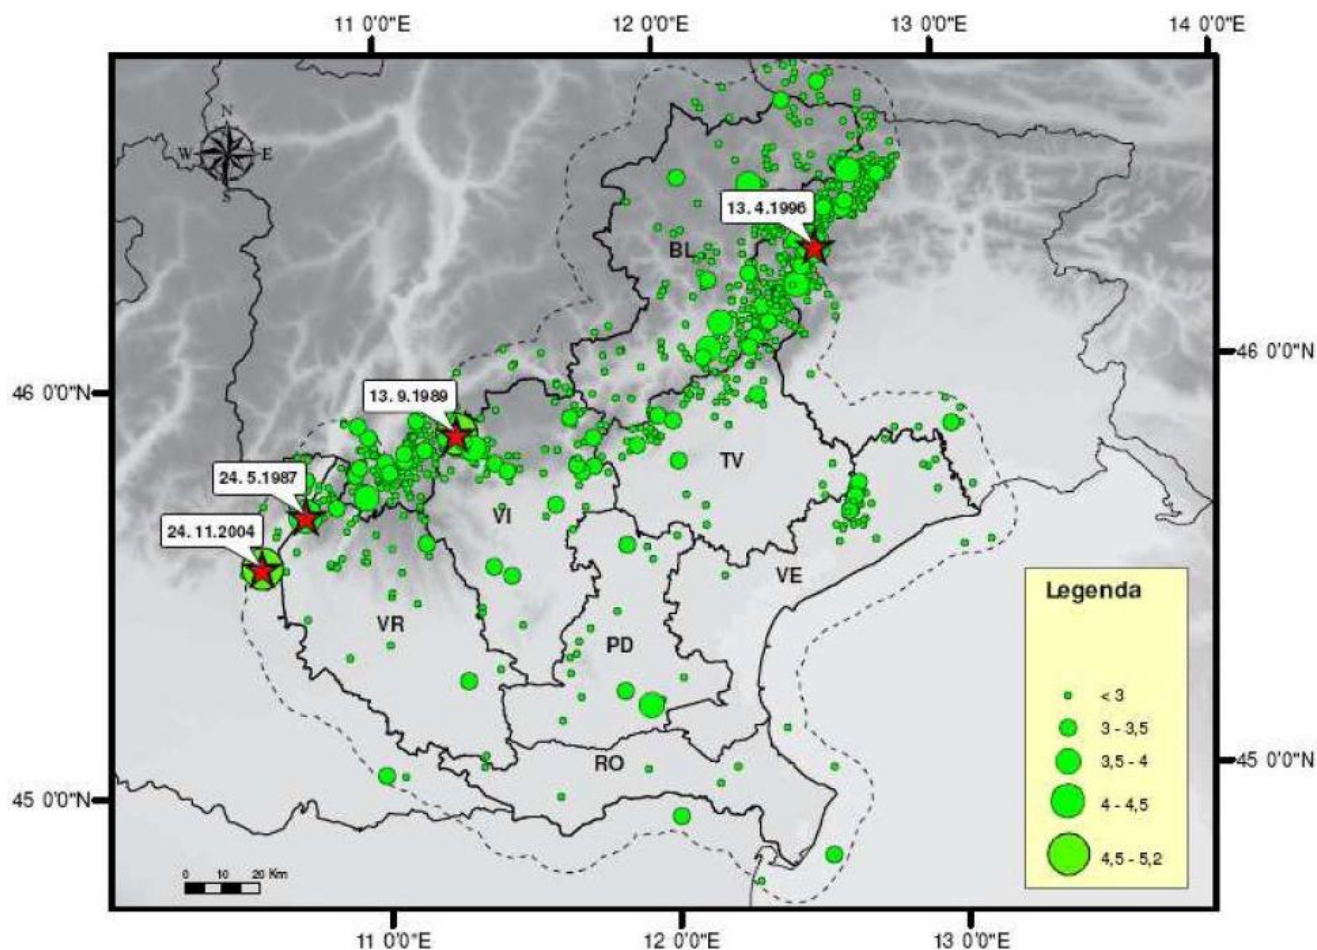 11 0'0"E
12 0'0"E
13 0'0"E
14 0'0"E
N
W E
S
13. 4.1996
BL
46 0'0"N
46 0'0"N
13. 9.1989
24. 5.1987
TV
VI
24. 11.2004
VE
Legenda
VR
PD
< 3
3 - 3,5
RO
3,5 - 4
45 0'0"N
45 0'0"N
4 - 4,5
4,5 - 5,2
0 10 20 Km
11 0'0"E
12 0'0"E
13 0'0"E